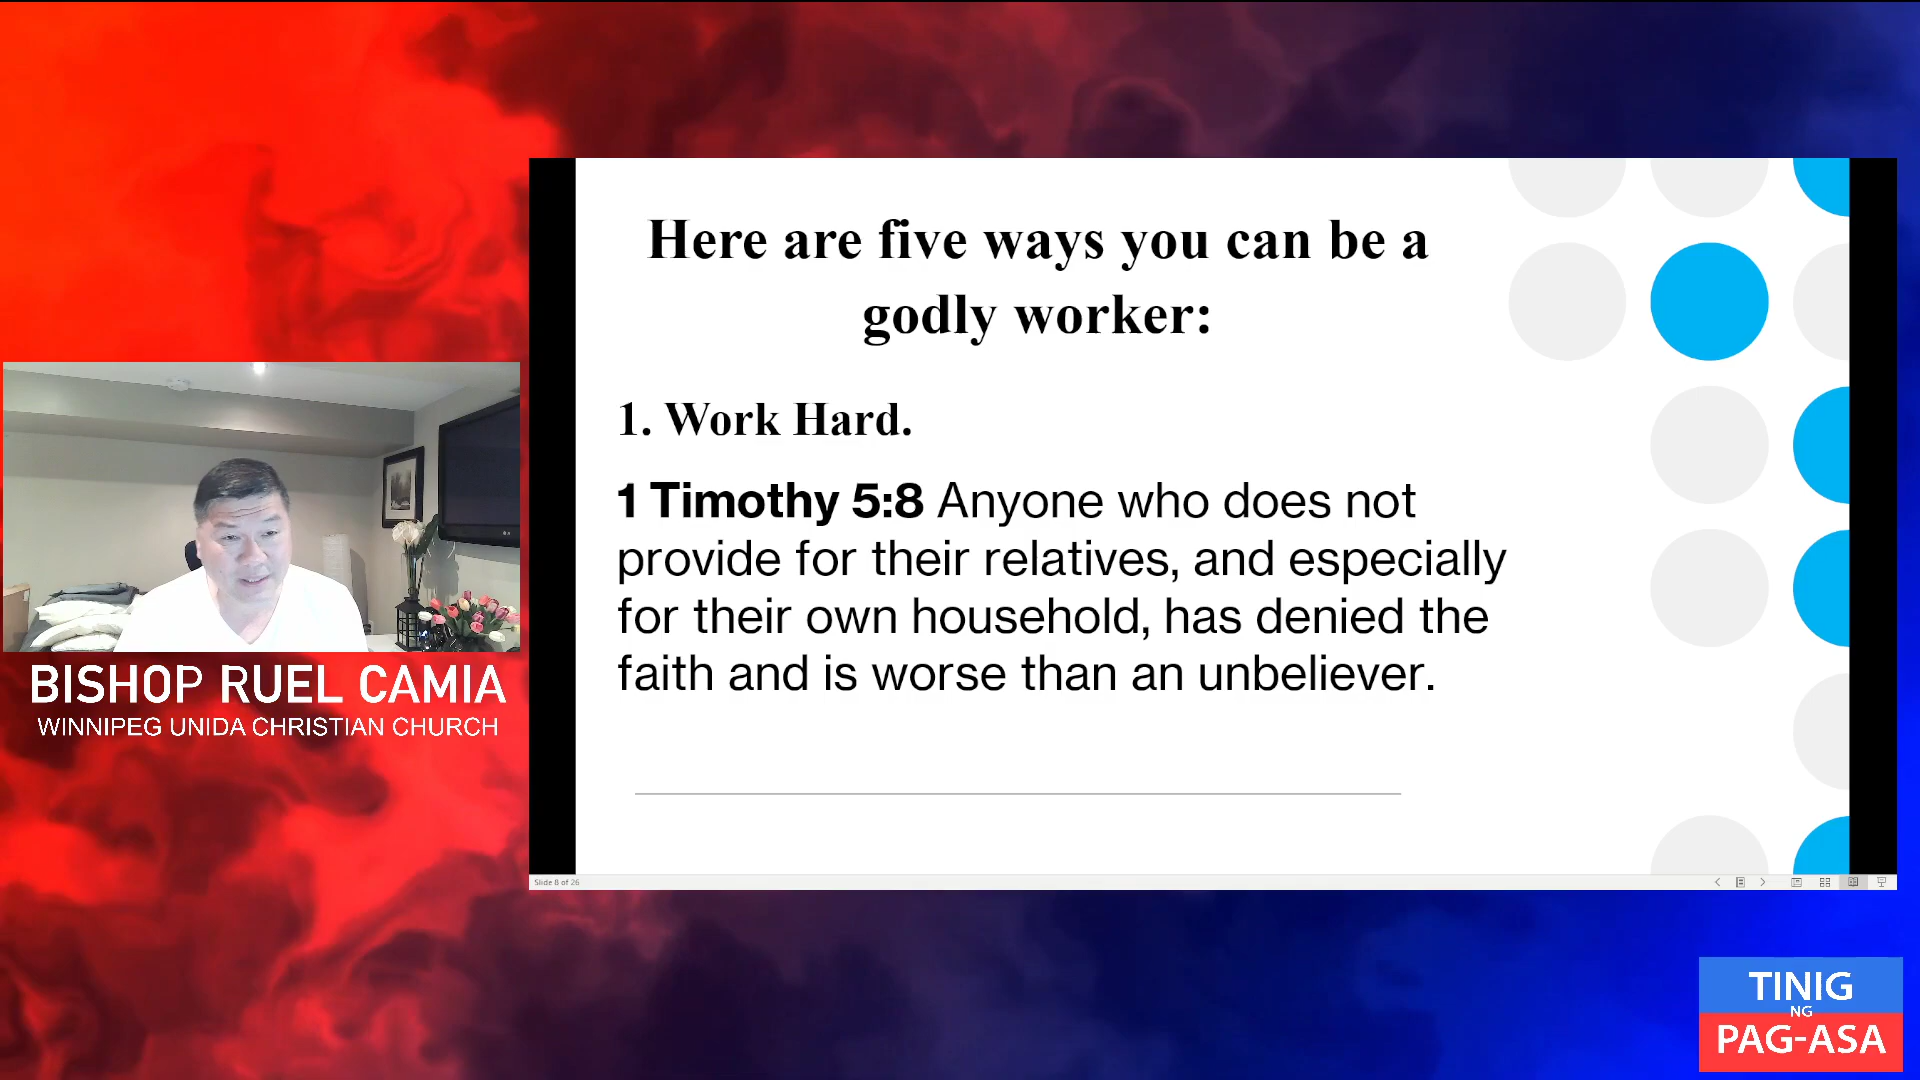 Here are five ways you can be a
godly worker:
1. Work Hard.
1 Timothy 5:8 Anyone who does not
provide for their relatives, and especially
for their own household, has denied the
faith and is worse than an unbeliever.
BISHOP RUEL CAMIA
WINNIPEG UNIDA CHRISTIAN CHURCH
Slide 8 of 26
TINIG
NG
PAG-ASA